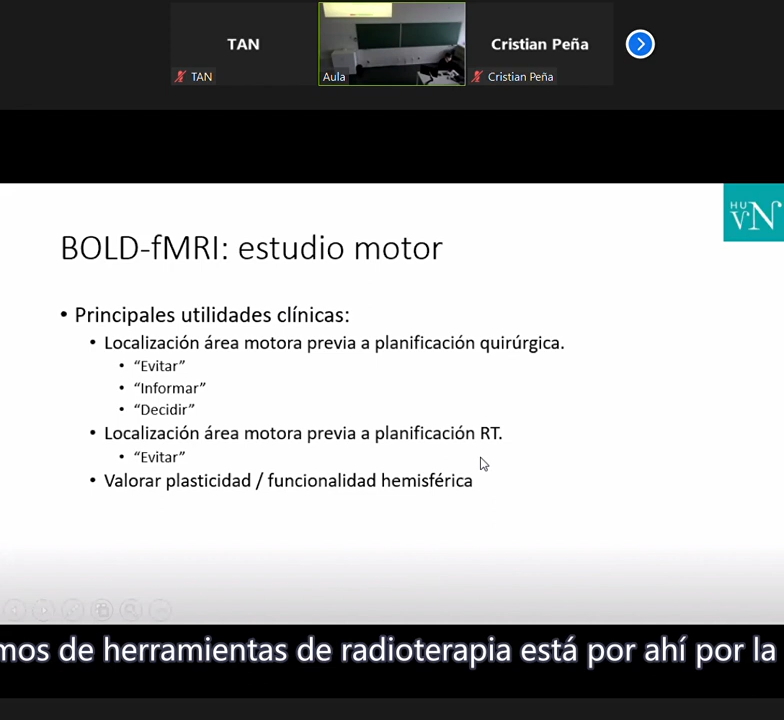 TAN
Cristian Peña
TAN
Aula
Cristian Peña
HU
VN
BOLD-fMRI: estudio motor
• Principales utilidades clínicas:
• Localización área motora previa a planificación quirúrgica.
• “Evitar”
• “Informar”
• “Decidir”
• Localización área motora previa a planificación RT.
• “Evitar”
• Valorar plasticidad / funcionalidad hemisférica
mos de herramientas de radioterapia está por ahí por la